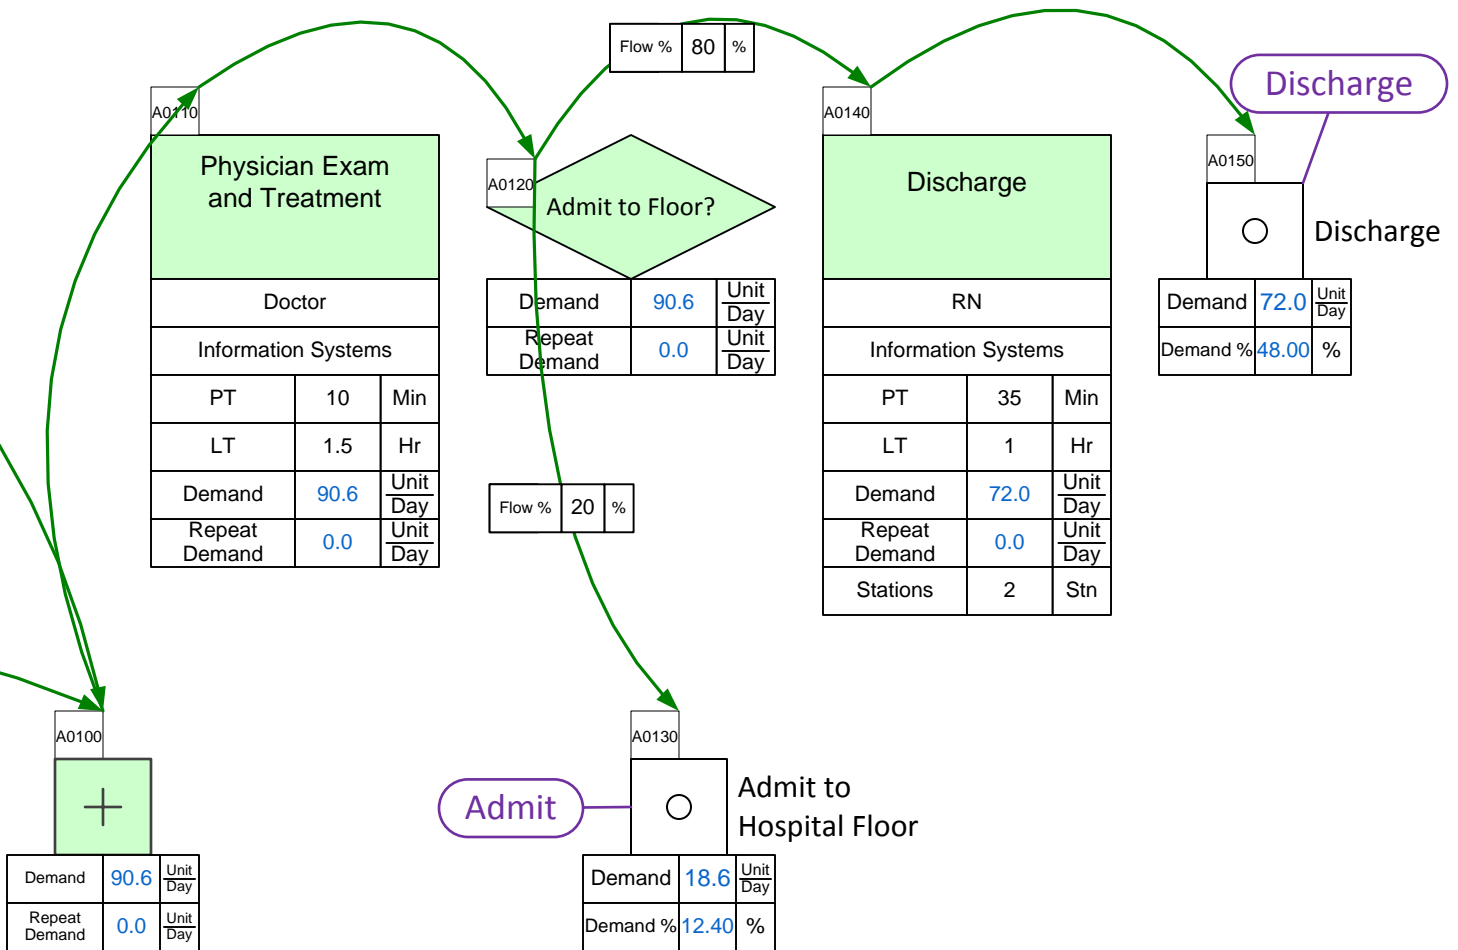 Flow % 80 %
Discharge
A0110
Physician Exam
and Treatment
Doctor
Information Systems
PT 10 Min
LT 1.5 Hr
Demand 90.6 Unit
Day
Repeat
Demand 0.0 Unit
Day
A0120
Admit to Floor?
Demand 90.6 Unit
Day
Repeat
Demand 0.0 Unit
Day
A0140
Discharge
RN
Information Systems
PT 35 Min
LT 1 Hr
Demand 72.0 Unit
Day
Repeat
Demand 0.0 Unit
Day
Stations 2 Stn
A0150
Discharge
Demand 72.0 Unit
Day
Demand % 48.00 %
Flow % 20 %
A0100
Demand 90.6 Unit
Day
Repeat
Demand 0.0 Unit
Day
A0130
Admit
Admit to
Hospital Floor
Demand 18.6 Unit
Day
Demand % 12.40 %